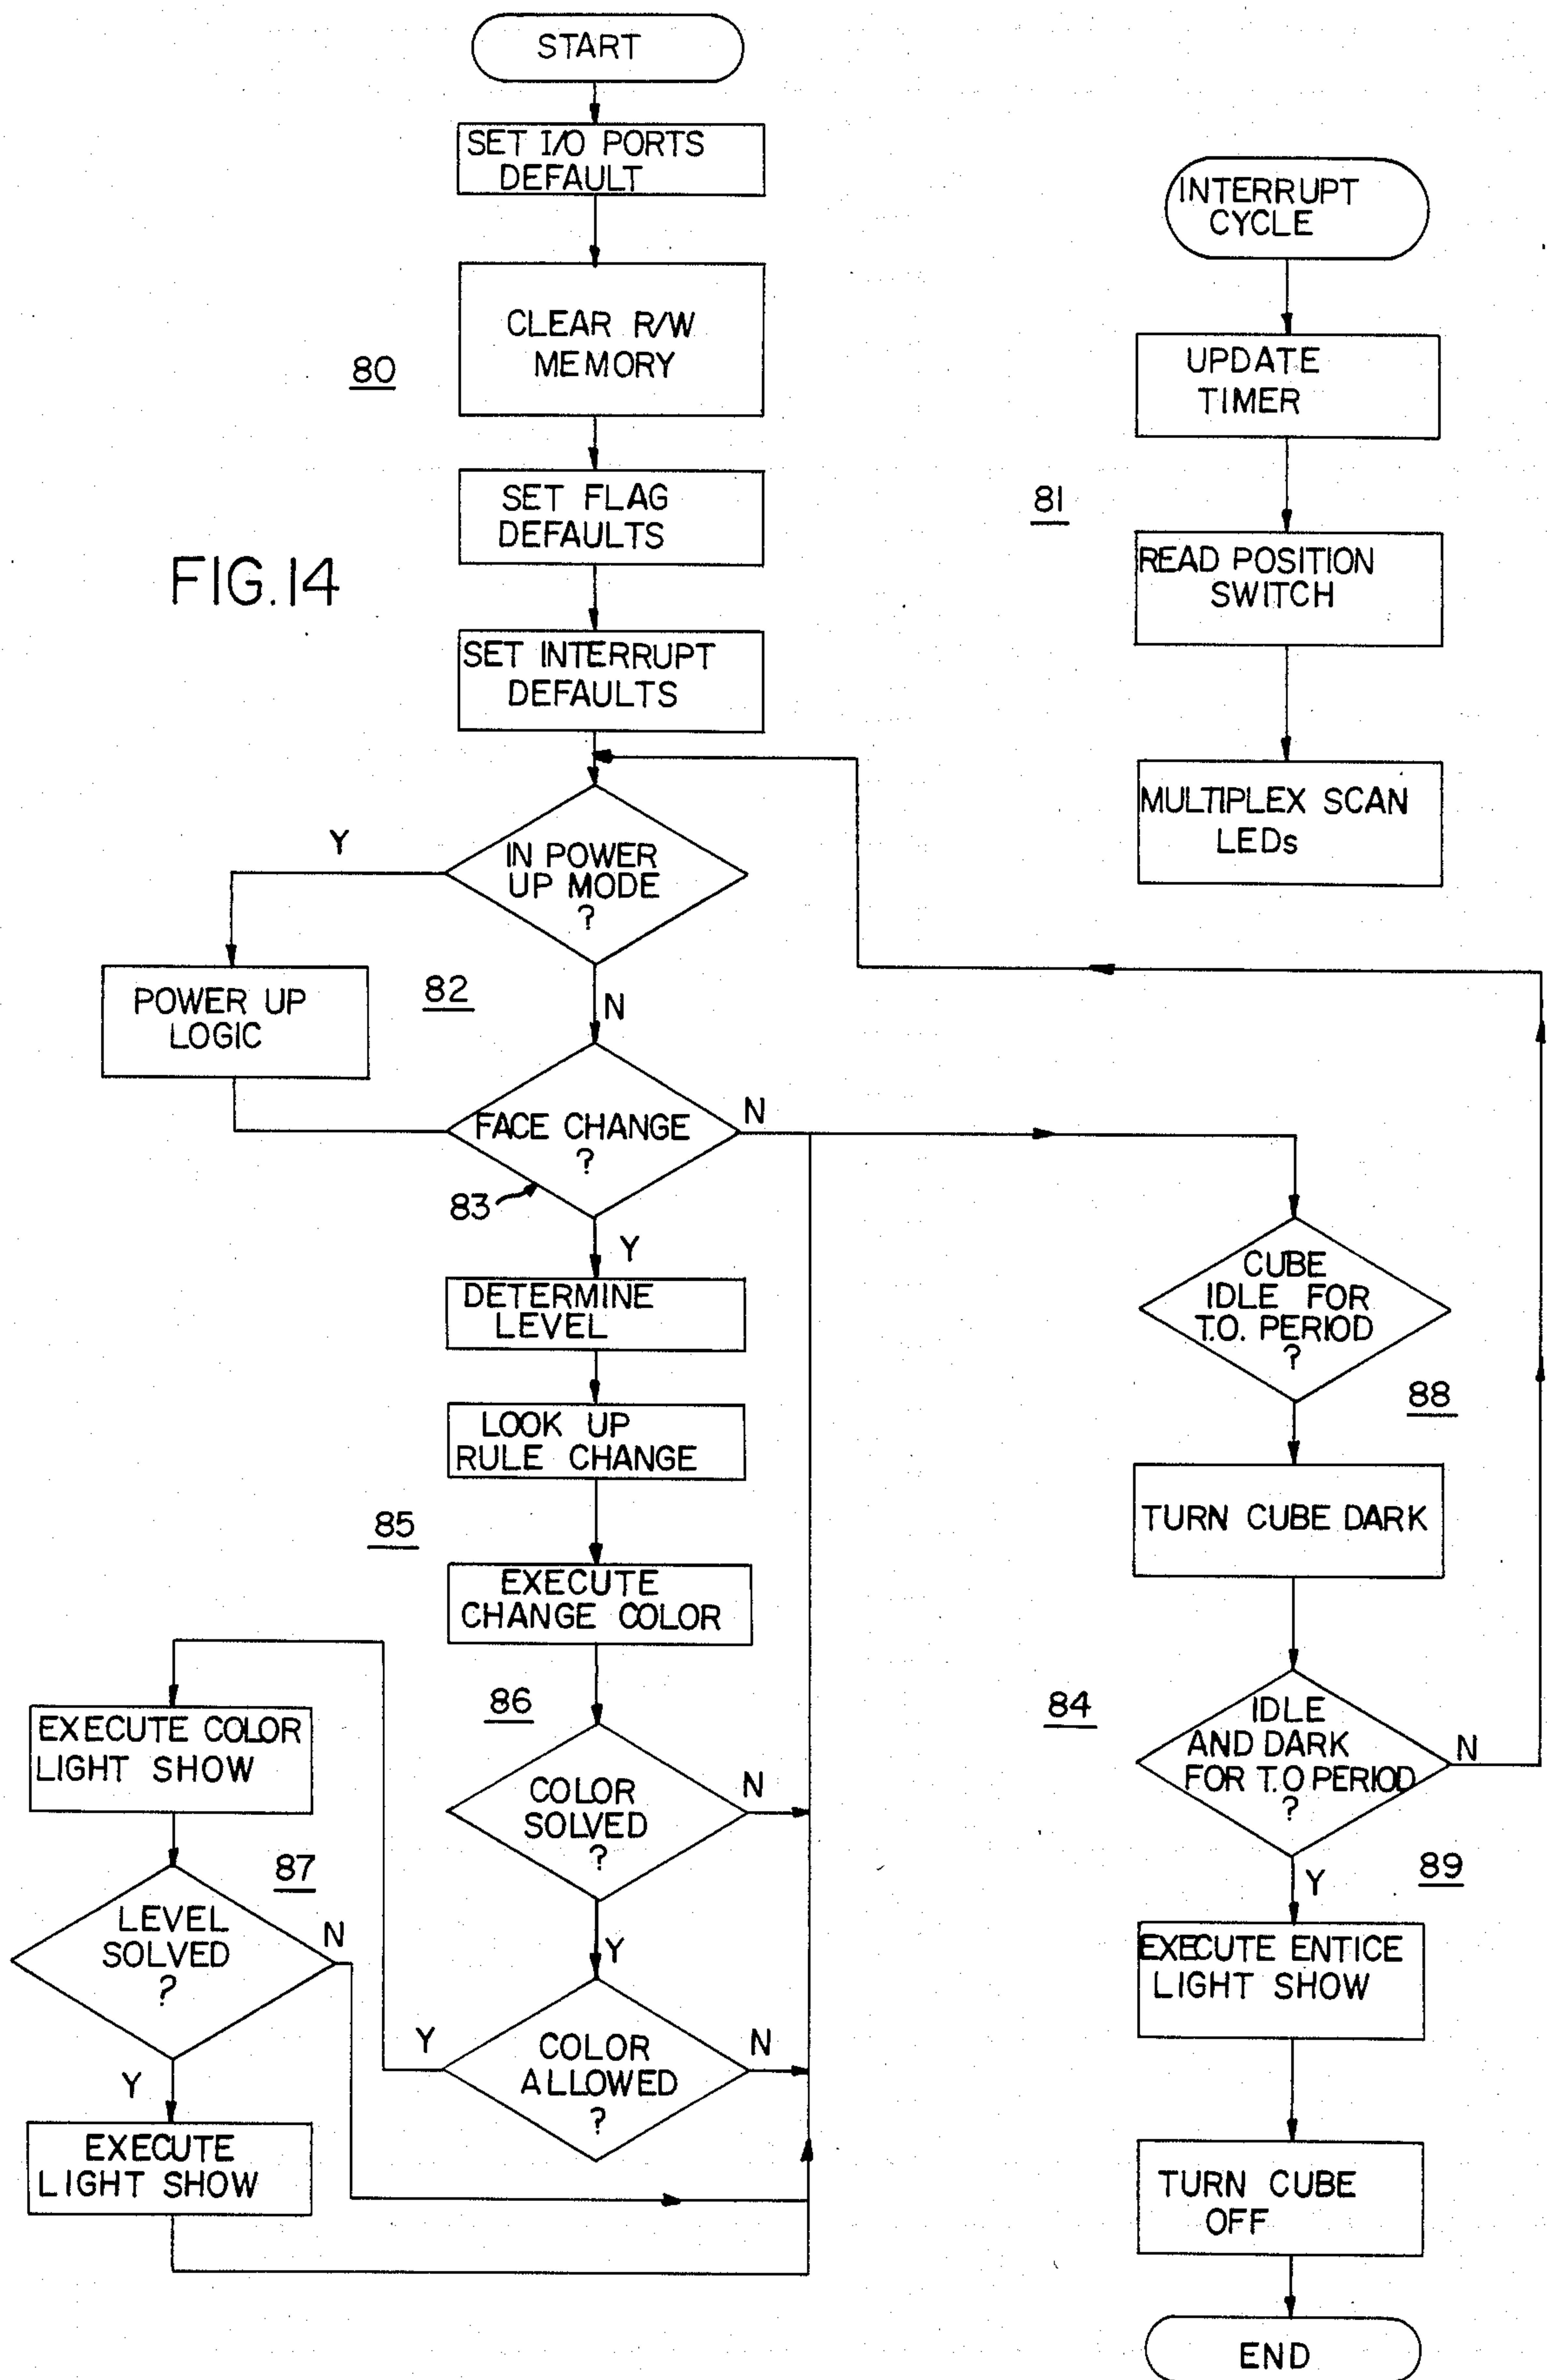 START
SET I/O PORTS
DEFAULT
CLEAR R/W
MEMORY
80
SET FLAG
DEFAULTS
FIG.14
SET INTERRUPT
DEFAULTS
IN POWER
UP MODE
?
Y
N
POWER UP
LOGIC
82
FACE CHANGE
?
N
83
Y
DETERMINE
LEVEL
LOOK UP
RULE CHANGE
85
EXECUTE
CHANGE COLOR
86
COLOR
SOLVED
?
N
Y
COLOR
ALLOWED
?
Y
N
EXECUTE COLOR
LIGHT SHOW
87
LEVEL
SOLVED
?
N
Y
EXECUTE
LIGHT SHOW
INTERRUPT
CYCLE
UPDATE
TIMER
81
READ POSITION
SWITCH
MULTIPLEX SCAN
LEDs
CUBE
IDLE FOR
T.O. PERIOD
?
88
TURN CUBE DARK
84
IDLE
AND DARK
FOR T.O PERIOD
?
N
Y
89
EXECUTE ENTICE
LIGHT SHOW
TURN CUBE
OFF
END